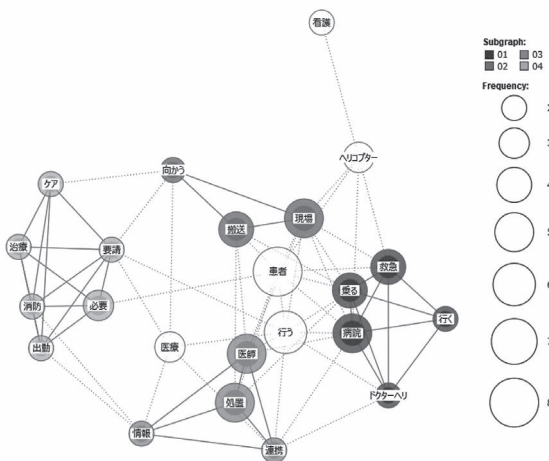 看護
Subgraph:
01 03
02 04
Frequency:
ヘリコプター
ケア
向かう
搬送
現場
治療
要請
患者
救急
乗る
消防
必要
行く
行う
病院
出動
医療
医師
ドクターヘリ
処置
情報
連携